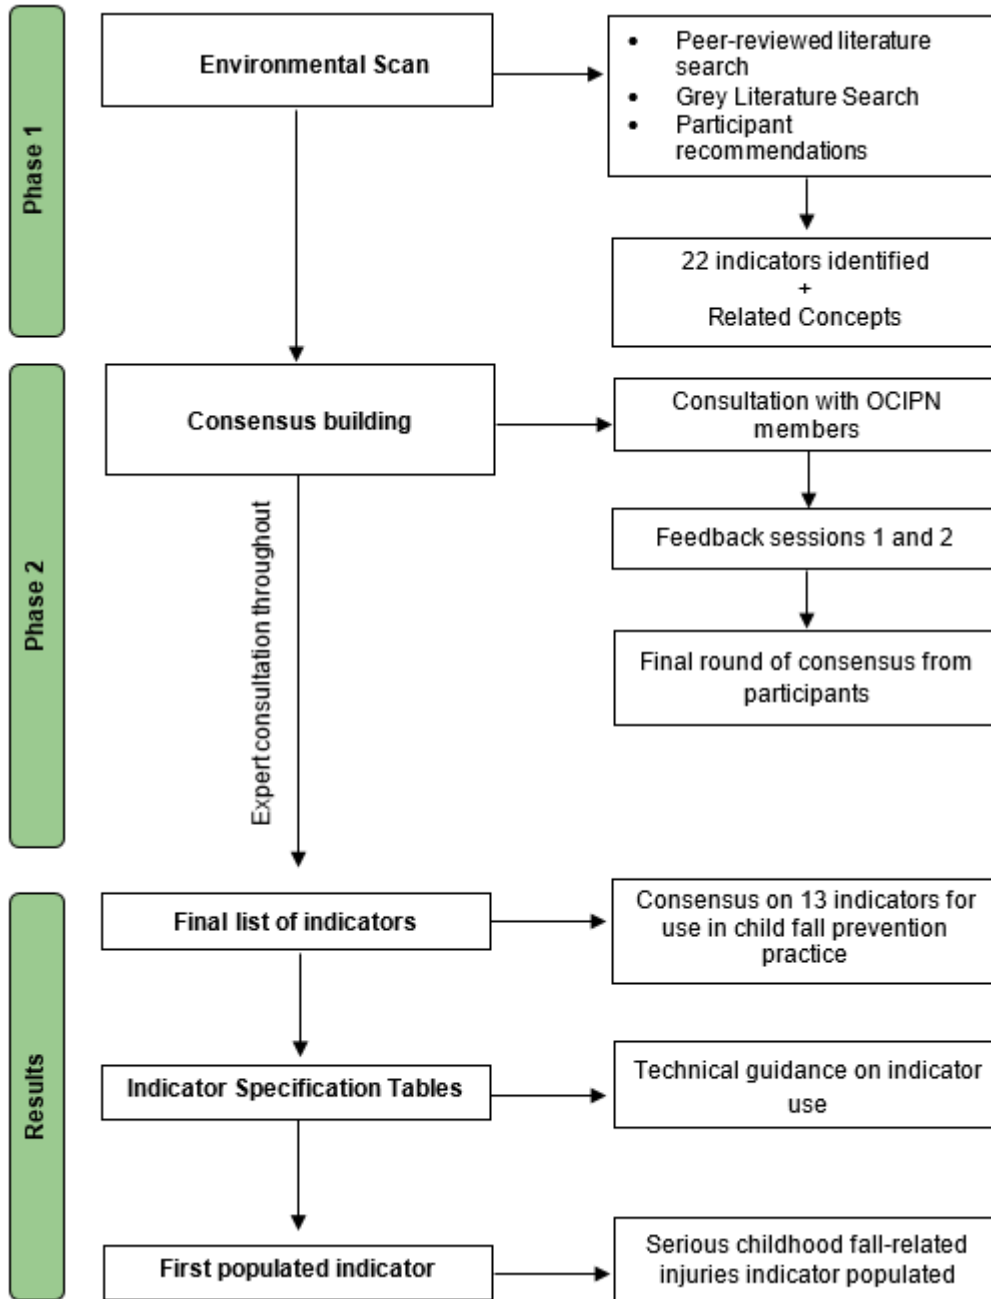 Phase 1
Environmental Scan
• Peer-reviewed literature
search
• Grey Literature Search
• Participant
recommendations
22 indicators identified
+
Related Concepts
Phase 2
Consensus building
Consultation with OCIPN
members
Feedback sessions 1 and 2
Final round of consensus from
participants
Expert consultation throughout
Results
Final list of indicators
Consensus on 13 indicators for
use in child fall prevention
practice
Indicator Specification Tables
Technical guidance on indicator
use
First populated indicator
Serious childhood fall-related
injuries indicator populated